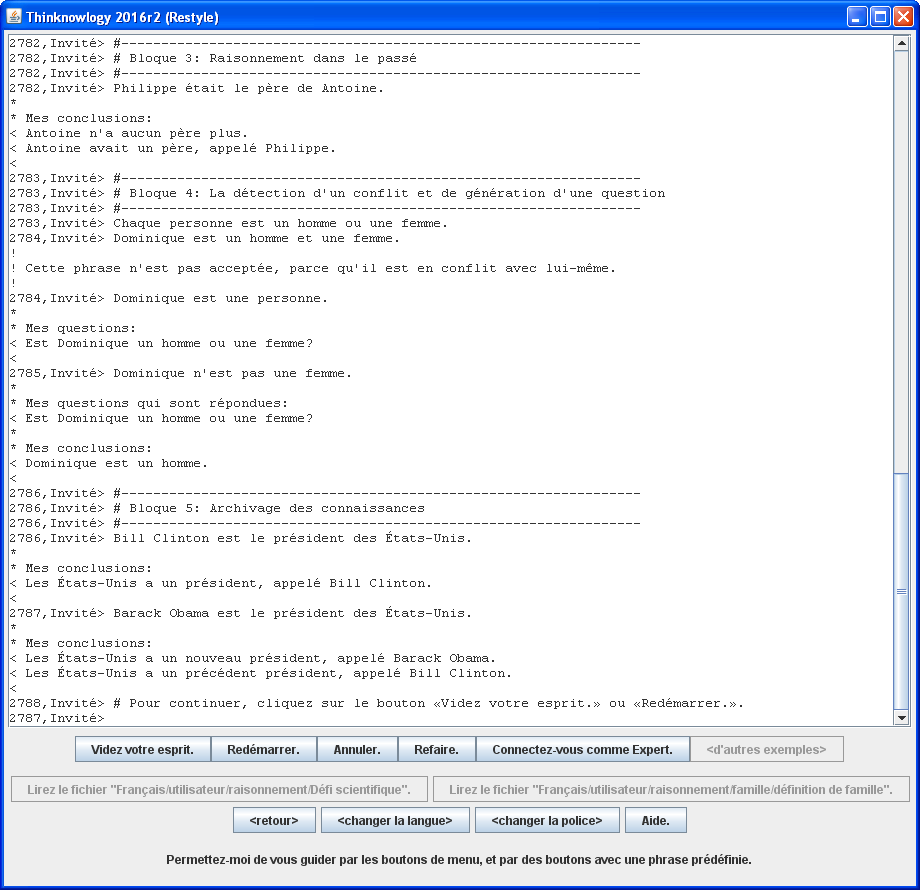 Thinknowlogy 2016r2 (Restyle)
2782,Invité> #-----------------------------------------------------------------
2782,Invité> # Bloque 3: Raisonnement dans le passé
2782,Invité> #-----------------------------------------------------------------
2782,Invité> Philippe était le père de Antoine.
*
* Mes conclusions:
< Antoine n'a aucun père plus.
< Antoine avait un père, appelé Philippe.
<
2783,Invité> #-----------------------------------------------------------------
2783,Invité> # Bloque 4: La détection d'un conflit et de génération d'une question
2783,Invité> #-----------------------------------------------------------------
2783,Invité> Chaque personne est un homme ou une femme.
2784,Invité> Dominique est un homme et une femme.
!
! Cette phrase n'est pas acceptée, parce qu'il est en conflit avec lui-même.
!
2784,Invité> Dominique est une personne.
*
* Mes questions:
< Est Dominique un homme ou une femme?
<
2785,Invité> Dominique n'est pas une femme.
*
* Mes questions qui sont répondues:
< Est Dominique un homme ou une femme?
*
* Mes conclusions:
< Dominique est un homme.
<
2786,Invité> #-----------------------------------------------------------------
2786,Invité> # Bloque 5: Archivage des connaissances
2786,Invité> #-----------------------------------------------------------------
2786,Invité> Bill Clinton est le président des États-Unis.
*
* Mes conclusions:
< Les États-Unis a un président, appelé Bill Clinton.
<
2787,Invité> Barack Obama est le président des États-Unis.
*
* Mes conclusions:
< Les États-Unis a un nouveau président, appelé Barack Obama.
< Les États-Unis a un précédent président, appelé Bill Clinton.
<
2788,Invité> # Pour continuer, cliquez sur le bouton «Videz votre esprit.» ou «Redémarrer.».
2787,Invité>
Videz votre esprit. Redémarrer. Annuler. Refaire. Connectez-vous comme Expert. <d'autres exemples>
Lirez le fichier "Français/utilisateur/raisonnement/Défi scientifique". Lirez le fichier "Français/utilisateur/raisonnement/famille/définition de famille".
<retour> <changer la langue> <changer la police> Aide.
Permettez-moi de vous guider par les boutons de menu, et par des boutons avec une phrase prédéfinie.